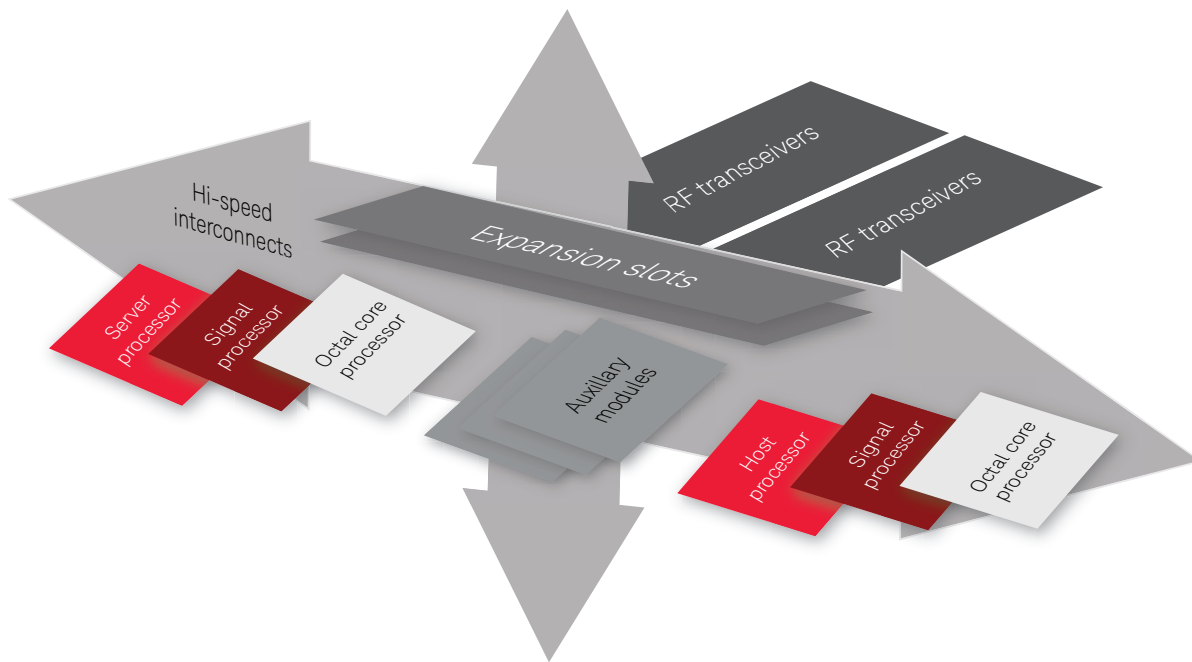 RF transceivers
RF transceivers
Hi-speed
interconnects
Expansion slots
Server
processor
Signal
processor
Octal core
processor
Auxillary
modules
Host
processor
Signal
processor
Octal core
processor